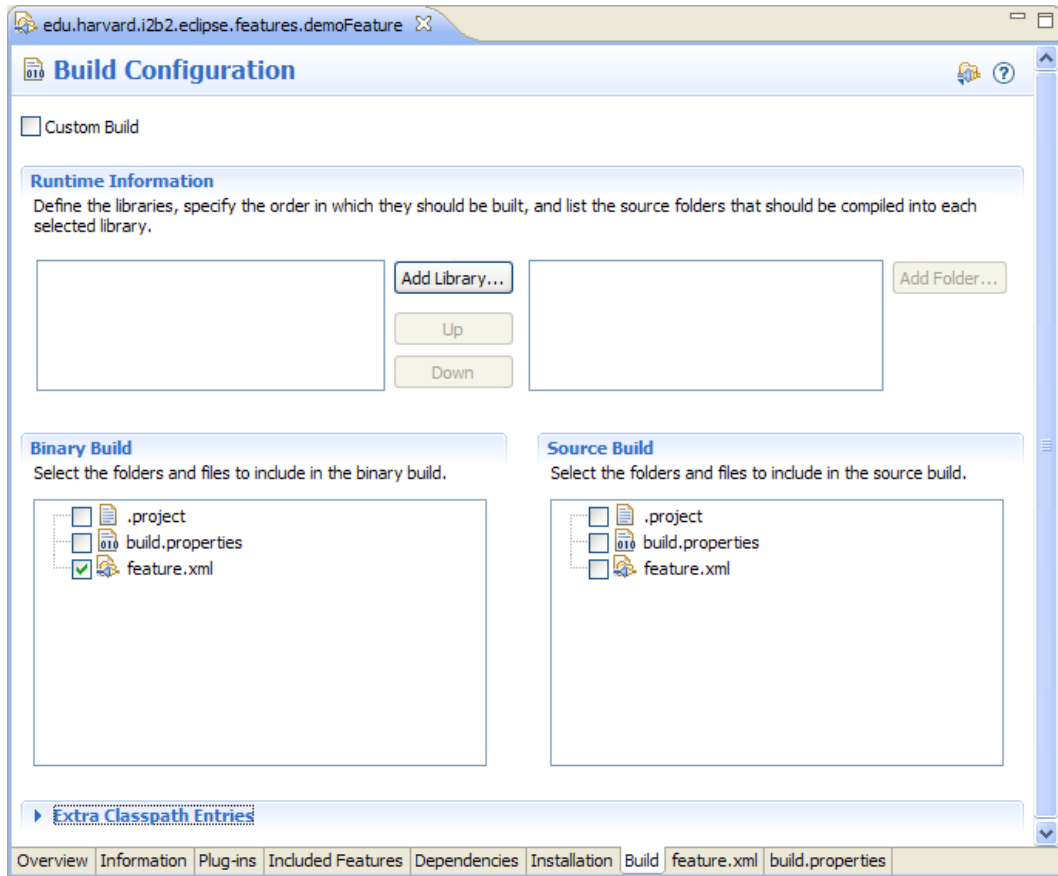 edu.harvard.i2b2.eclipse.features.demoFeature
Build Configuration
Custom Build
Runtime Information
Define the libraries, specify the order in which they should be built, and list the source folders that should be compiled into each
selected library.
Add Library...
Add Folder...
Up
Down
Binary Build
Select the folders and files to include in the binary build.
.project
build.properties
feature.xml
Source Build
Select the folders and files to include in the source build.
.project
build.properties
feature.xml
Extra Classpath Entries
Overview Information Plug-ins Included Features Dependencies Installation Build feature.xml build.properties